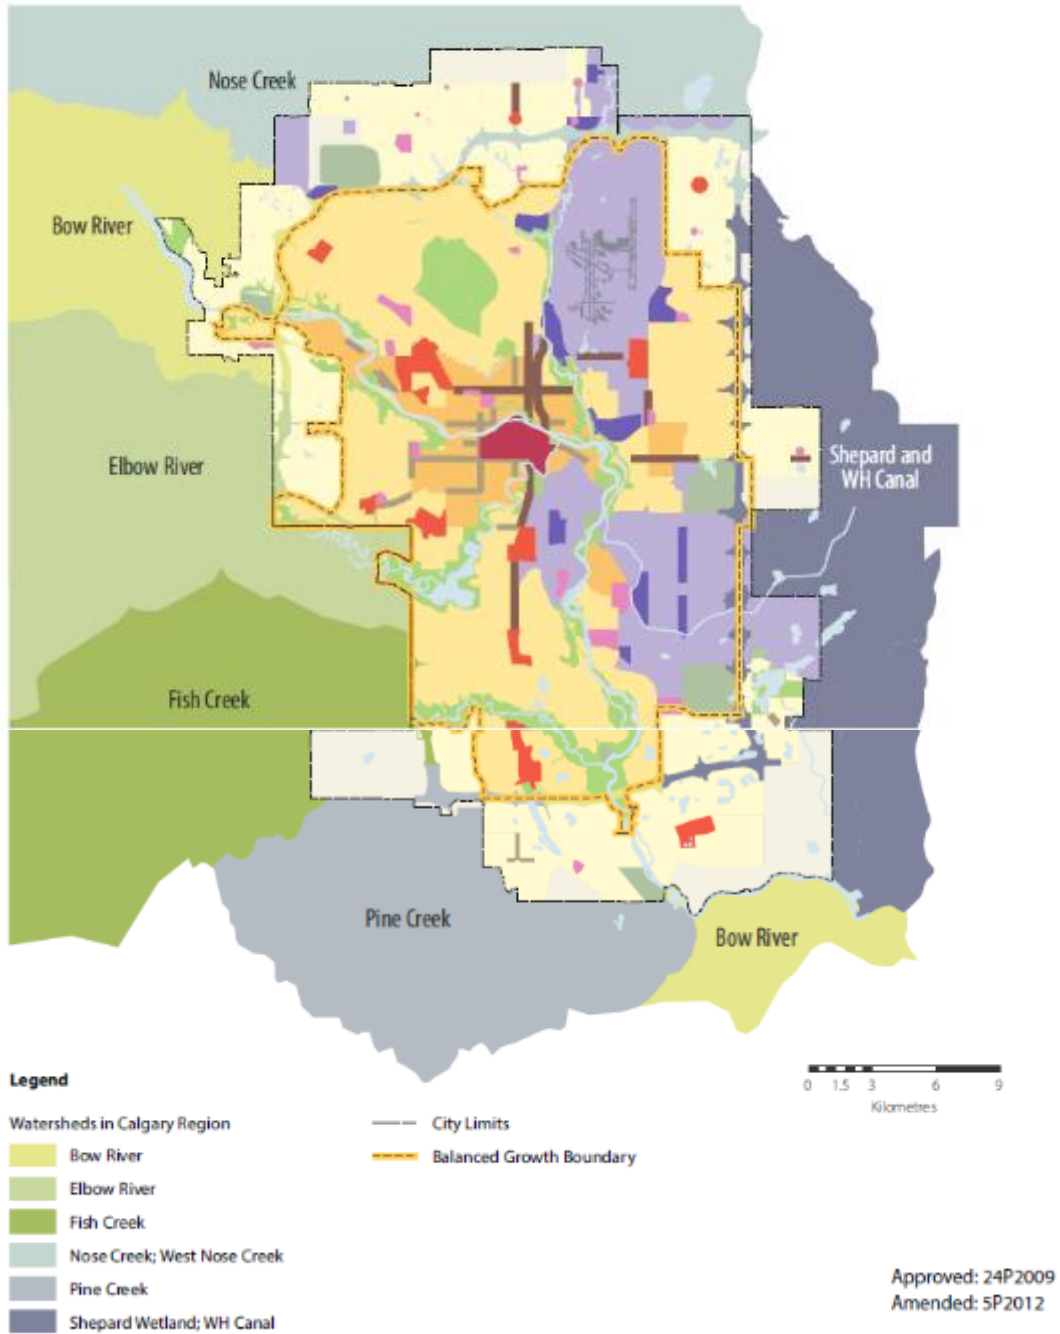 Nose Creek
Bow River
Elbow River
Shepard and
WH Canal
Fish Creek
Pine Creek
Bow River
Legend
Watersheds in Calgary Region
Bow River
Elbow River
Fish Creek
Nose Creek; West Nose Creek
Pine Creek
Shepard Wetland; WH Canal
City Limits
Balanced Growth Boundary
0 1.5 3 6 9
Kilometres
Approved: 24P2009
Amended: 5P2012